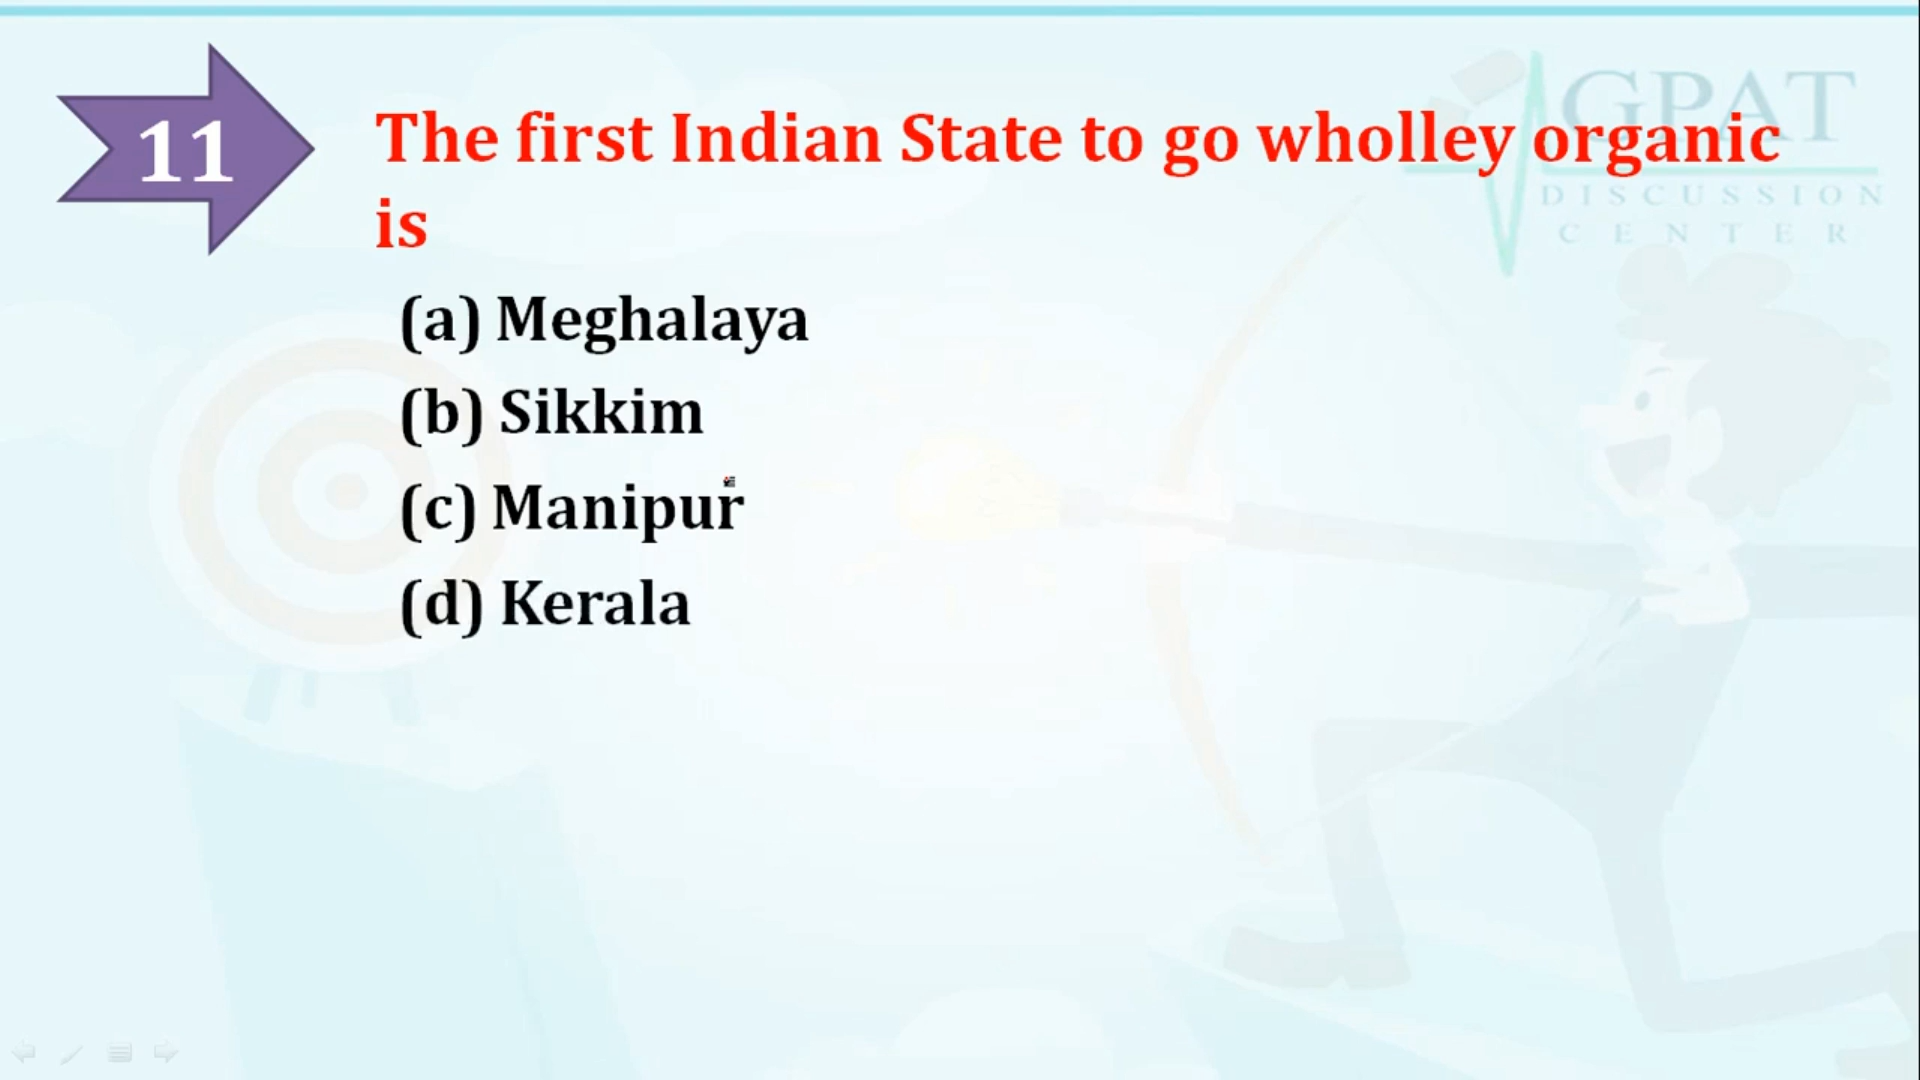 11
The first Indian State to go wholley organic
is
(a) Meghalaya
(b) Sikkim
(c) Manipur
(d) Kerala
GPAT
DISCUSSION
CENTER